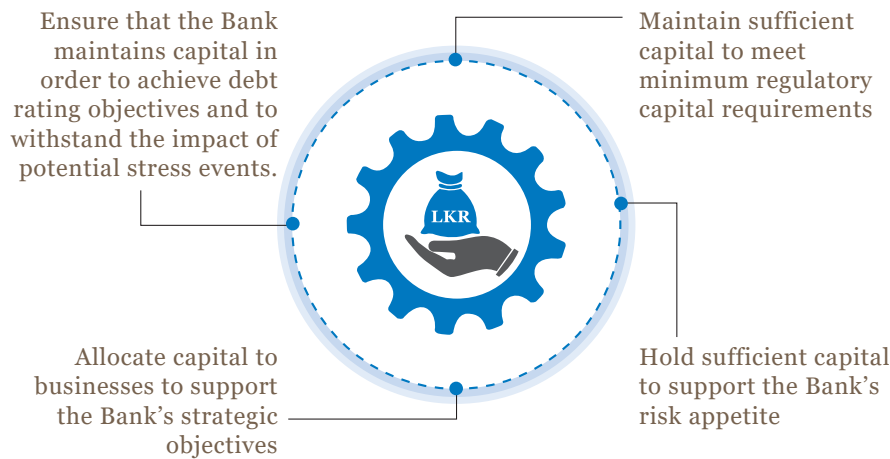 Ensure that the Bank
maintains capital in
order to achieve debt
rating objectives and to
withstand the impact of
potential stress events.
Maintain sufficient
capital to meet
minimum regulatory
capital requirements
LKR
Allocate capital to
businesses to support
the Bank’s strategic
objectives
Hold sufficient capital
to support the Bank’s
risk appetite